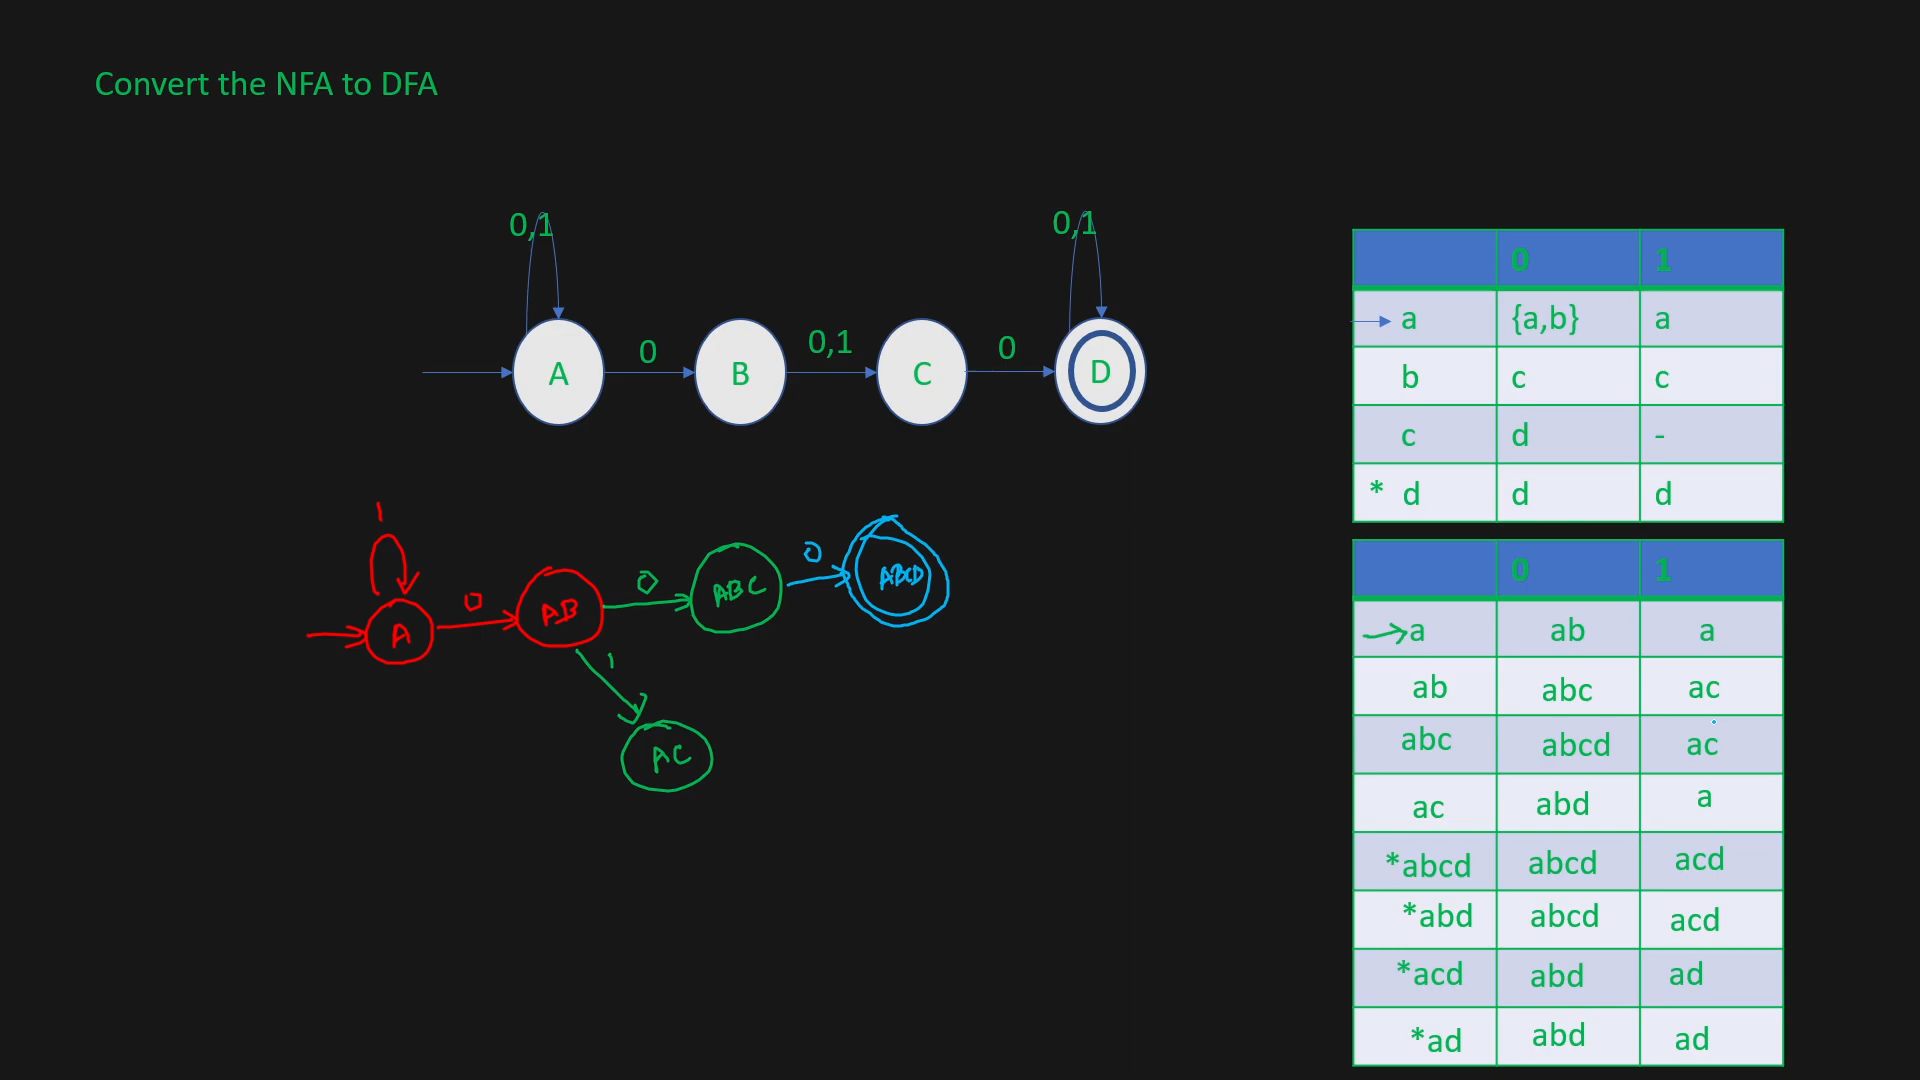 Convert the NFA to DFA
0,1
0,1
A
0
B
0,1
C
0
D
1
A
0
AB
0
ABC
0
ABCD
1
AC
0 1
a {a,b} a
b c c
c d -
* d d d
0 1
a ab a
ab abc ac
abc abcd ac
ac abd a
*abcd abcd acd
*abd abcd acd
*acd abd ad
*ad abd ad